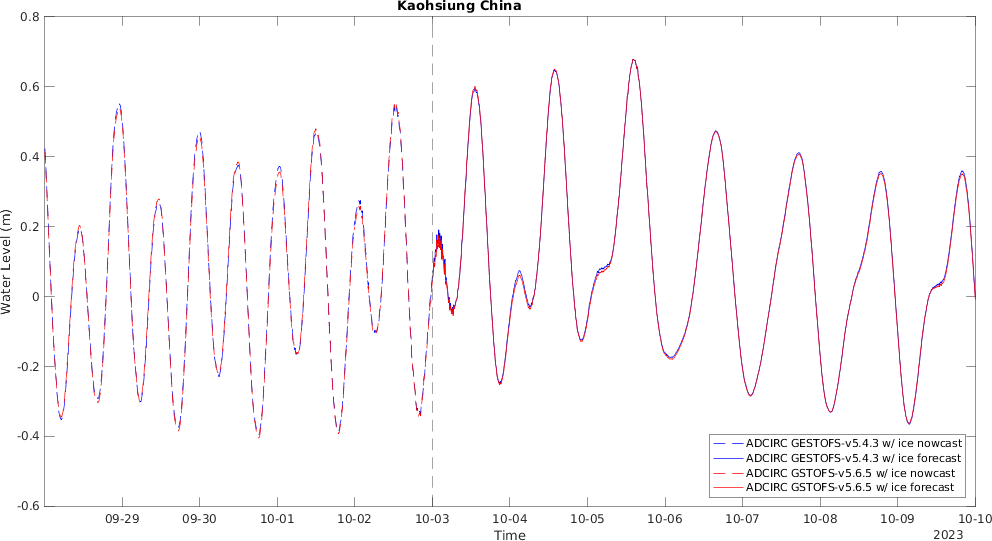 Kaohsiung China
0.8
0.6
0.4
0.2
0
-0.2
-0.4
-0.6
Water Level (m)
ADCIRC GESTOFS-v5.4.3 w/ ice nowcast
ADCIRC GESTOFS-v5.4.3 w/ ice forecast
ADCIRC GSTOFS-v5.6.5 w/ ice nowcast
ADCIRC GSTOFS-v5.6.5 w/ ice forecast
09-29 09-30 10-01 10-02 10-03 10-04 10-05 10-06 10-07 10-08 10-09 10-10
Time
2023